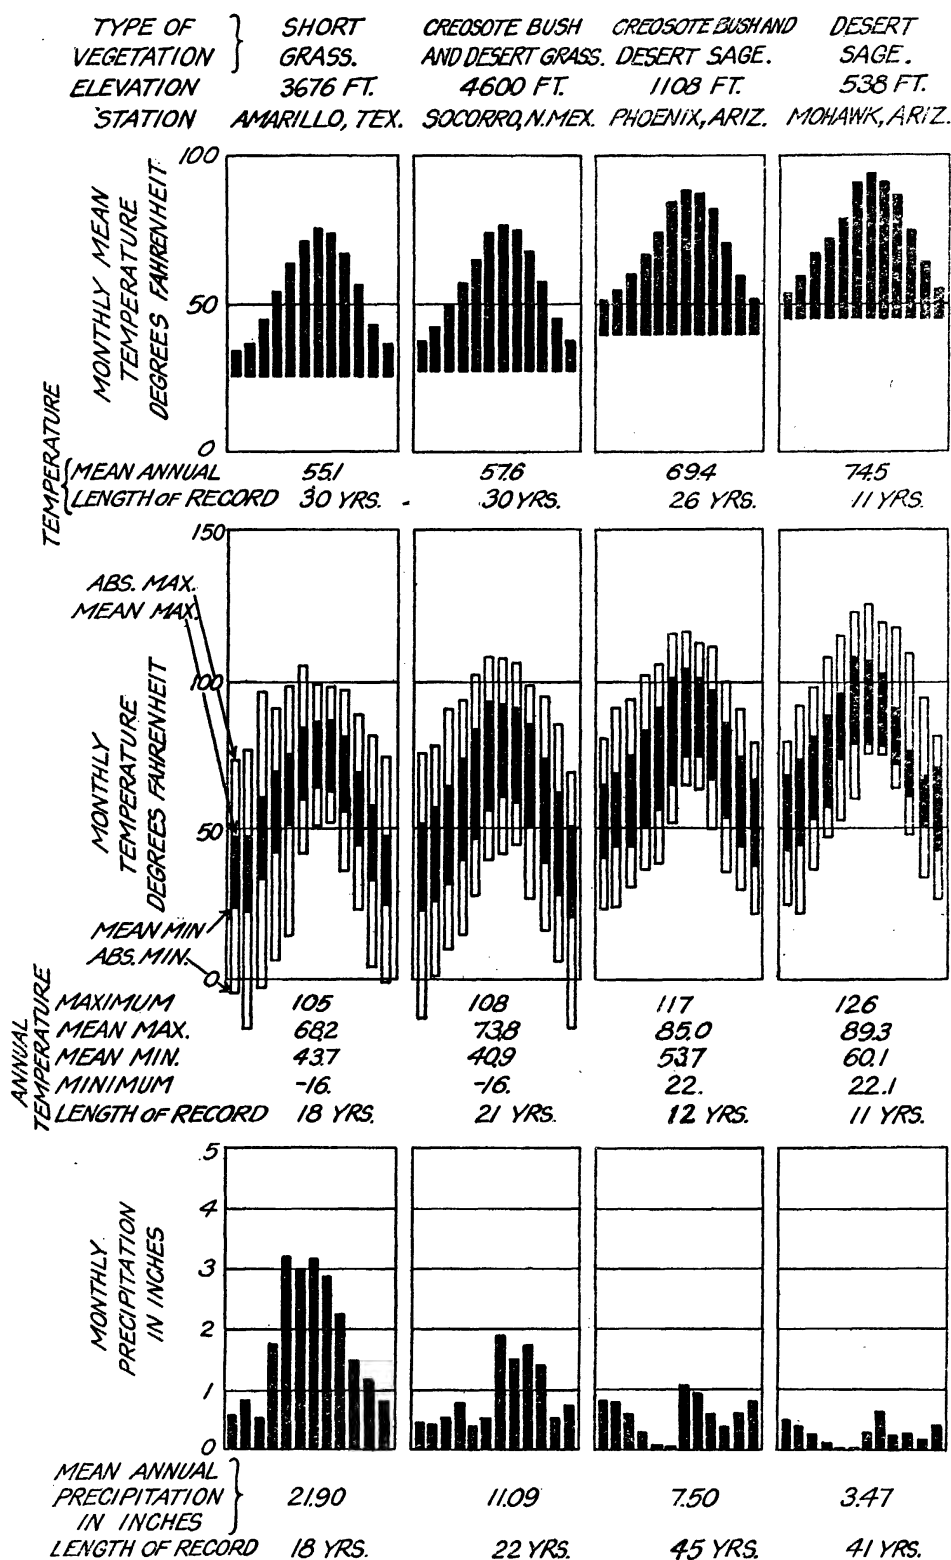 TYPE OF VEGETATION } SHORT GRASS. CREOSOTE BUSH AND DESERT GRASS. CREOSOTE BUSH AND DESERT SAGE. DESERT SAGE.
ELEVATION 3676 FT. 4600 FT. 1108 FT. 538 FT.
STATION AMARILLO, TEX. SOCORRO, N.MEX. PHOENIX, ARIZ. MOHAWK, ARIZ.
MONTHLY MEAN
TEMPERATURE
DEGREES FAHRENHEIT
100
50
0
TEMPERATURE
MEAN ANNUAL 55.1 57.6 69.4 74.5
LENGTH OF RECORD 30 YRS. 30 YRS. 26 YRS. 11 YRS.
150
ABS. MAX.
MEAN MAX.
100
MONTHLY
TEMPERATURE
DEGREES FAHRENHEIT
50
MEAN MIN
ABS. MIN.
0
ANNUAL
TEMPERATURE
MAXIMUM 105 108 117 126
MEAN MAX. 68.2 73.8 85.0 89.3
MEAN MIN. 43.7 40.9 53.7 60.1
MINIMUM -16. -16. 22. 22.1
LENGTH OF RECORD 18 YRS. 21 YRS. 12 YRS. 11 YRS.
MONTHLY
PRECIPITATION
IN INCHES
5
4
3
2
1
0
MEAN ANNUAL
PRECIPITATION } 21.90 11.09 7.50 3.47
IN INCHES
LENGTH OF RECORD 18 YRS. 22 YRS. 45 YRS. 41 YRS.